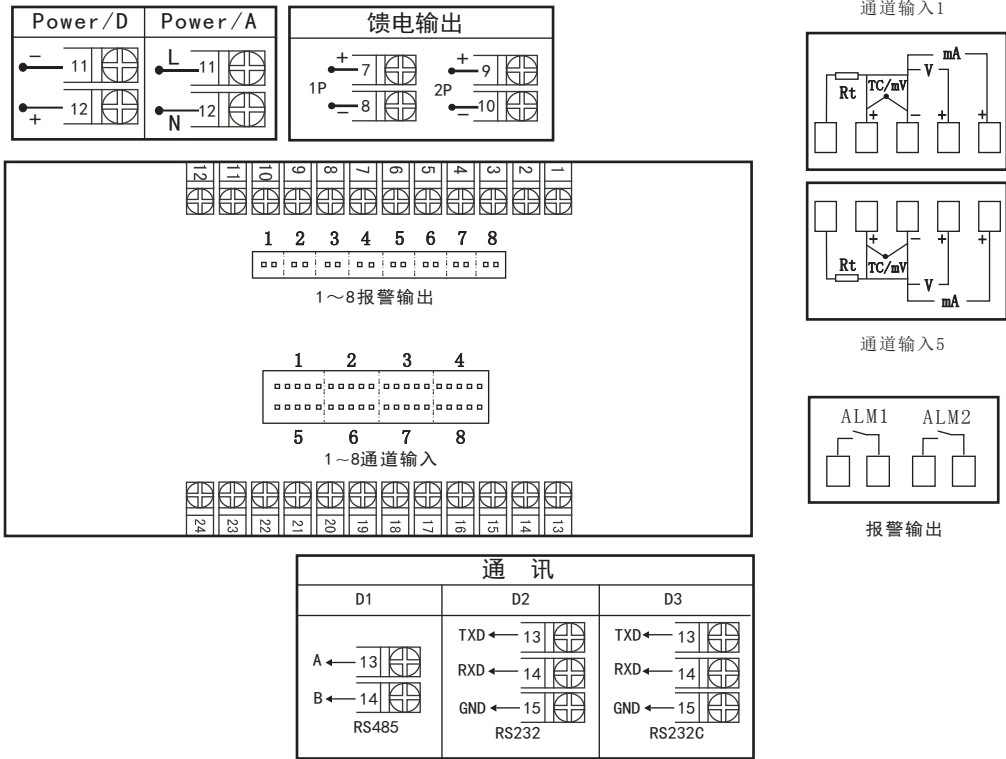 Power/D Power/A
- 11
12
+
L 11
N 12
馈电输出
1P
+ 7
- 8
2P
+ 9
- 10
通道输入1
mA
V
Rt TC/mV
+ - + +
12 11 10 9 8 7 6 5 4 3 2 1
1 2 3 4 5 6 7 8
1～8报警输出
1 2 3 4
5 6 7 8
1~8通道输入
24 23 22 21 20 19 18 17 16 15 14 13
+ - + +
Rt TC/mV
V
mA
通道输入5
ALM1 ALM2
报警输出
通 讯
D1 D2 D3
A 13
B 14
RS485
TXD 13
RXD 14
GND 15
RS232
TXD 13
RXD 14
GND 15
RS232C